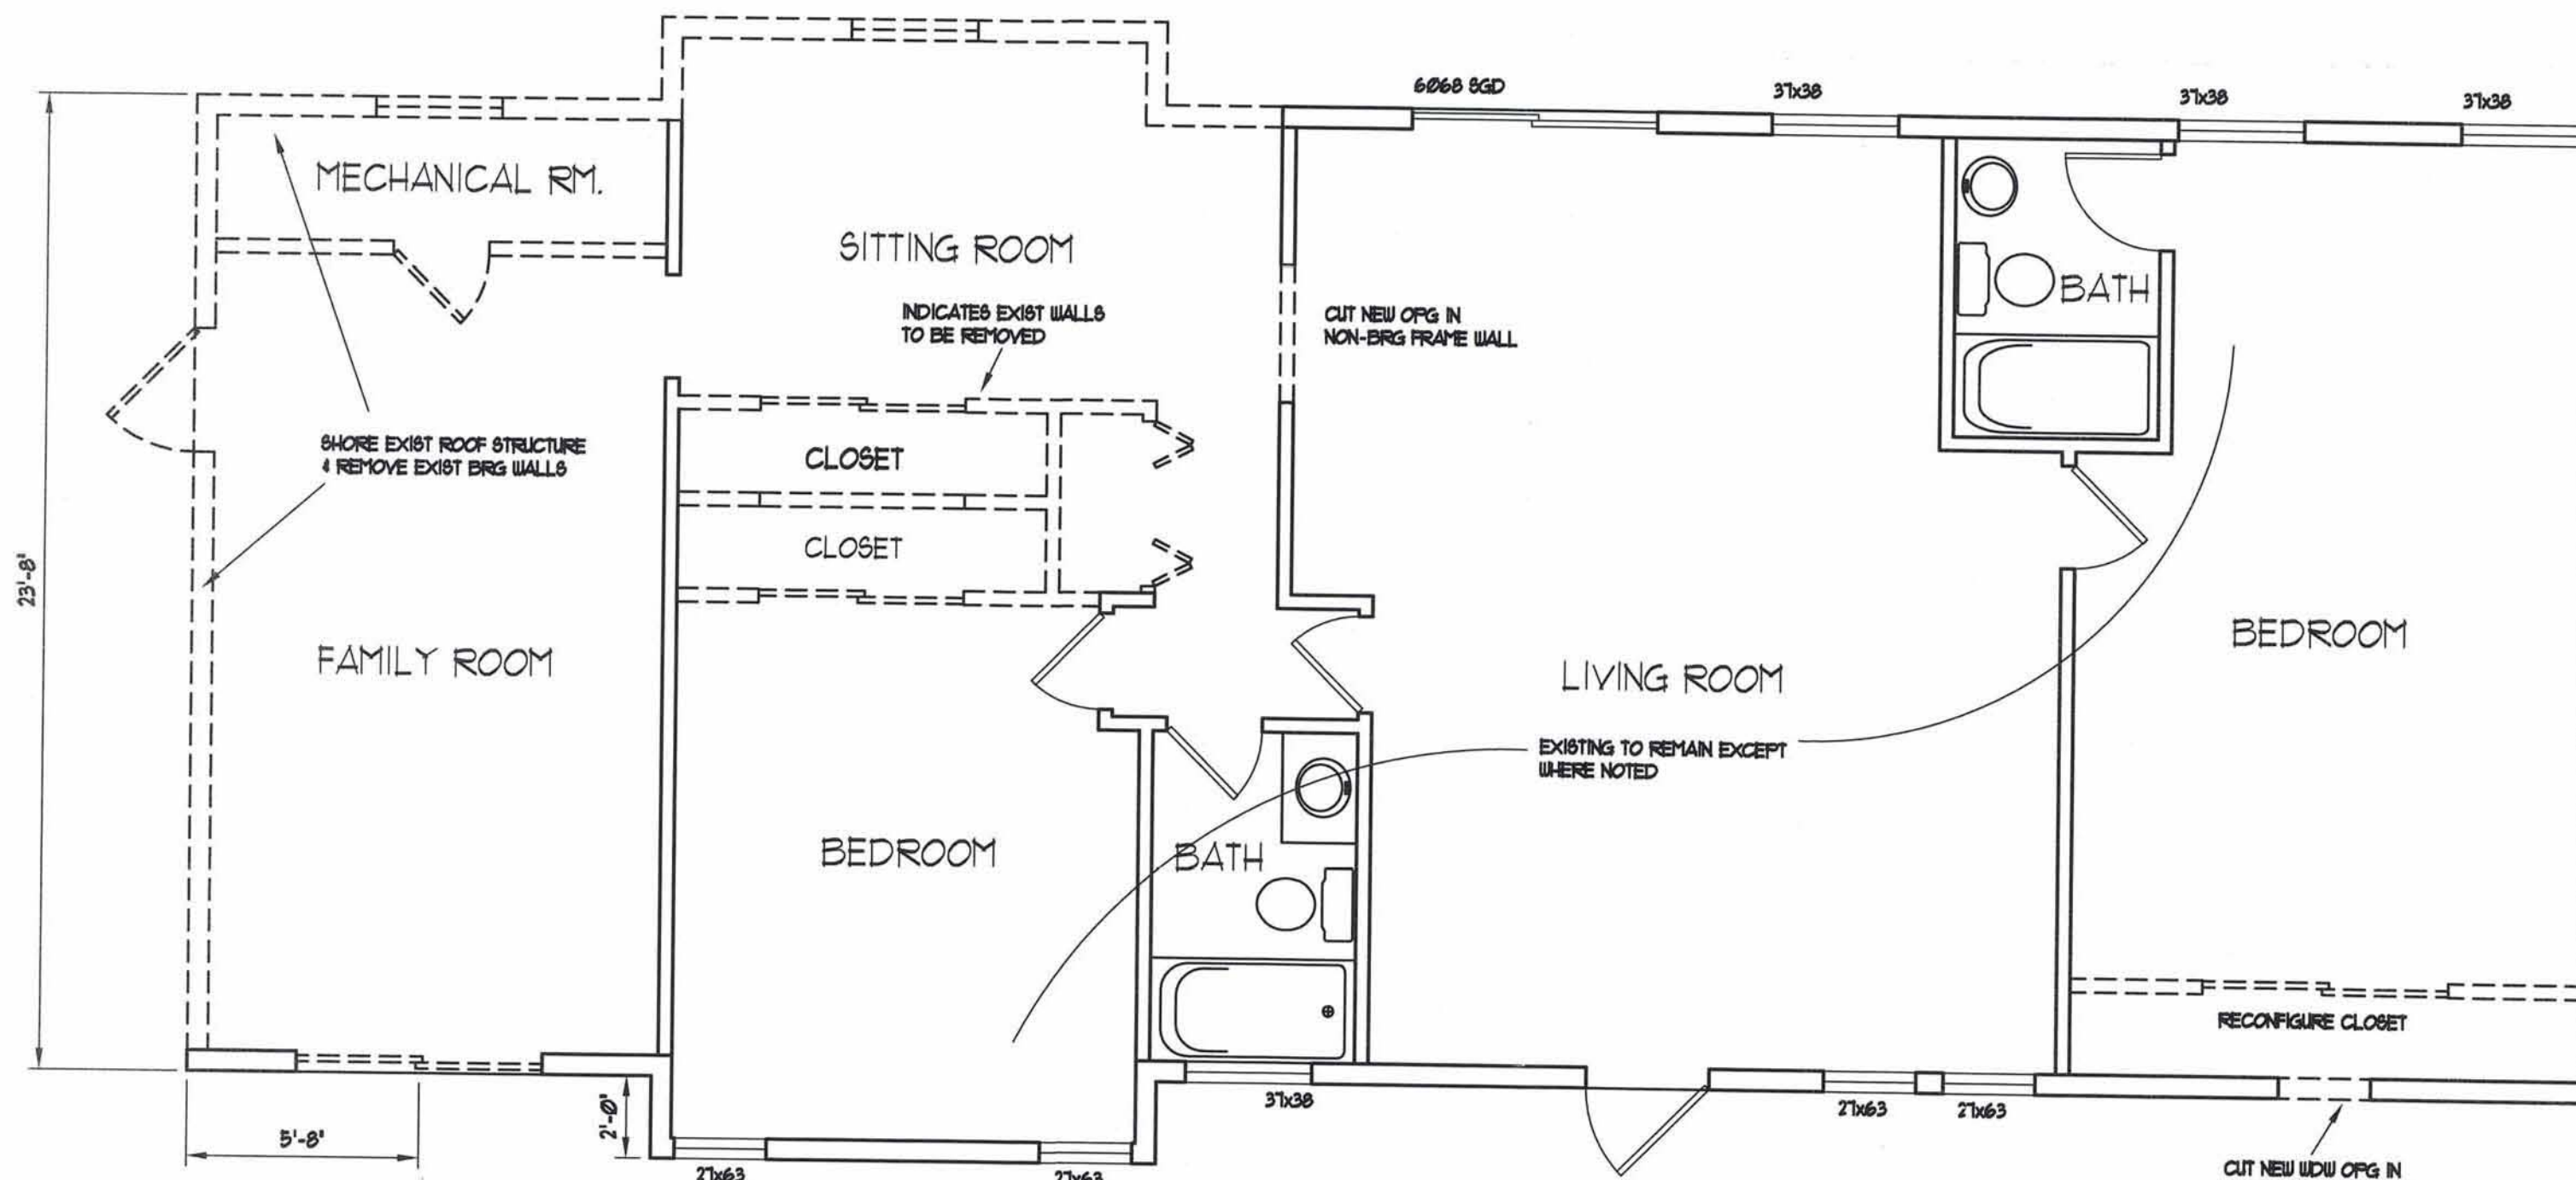 6068 SGD
37x38
37x38
37x38
MECHANICAL RM.
SITTING ROOM
BATH
INDICATES EXIST WALLS
TO BE REMOVED
CUT NEW OPG IN
NON-BRG FRAME WALL
SHORE EXIST ROOF STRUCTURE
& REMOVE EXIST BRG WALLS
CLOSET
CLOSET
23'-8"
FAMILY ROOM
LIVING ROOM
BEDROOM
EXISTING TO REMAIN EXCEPT
WHERE NOTED
BEDROOM
BATH
RECONFIGURE CLOSET
37x38
27x63
27x63
5'-8"
2'-0"
27x63
27x63
CUT NEW WDW OPG IN